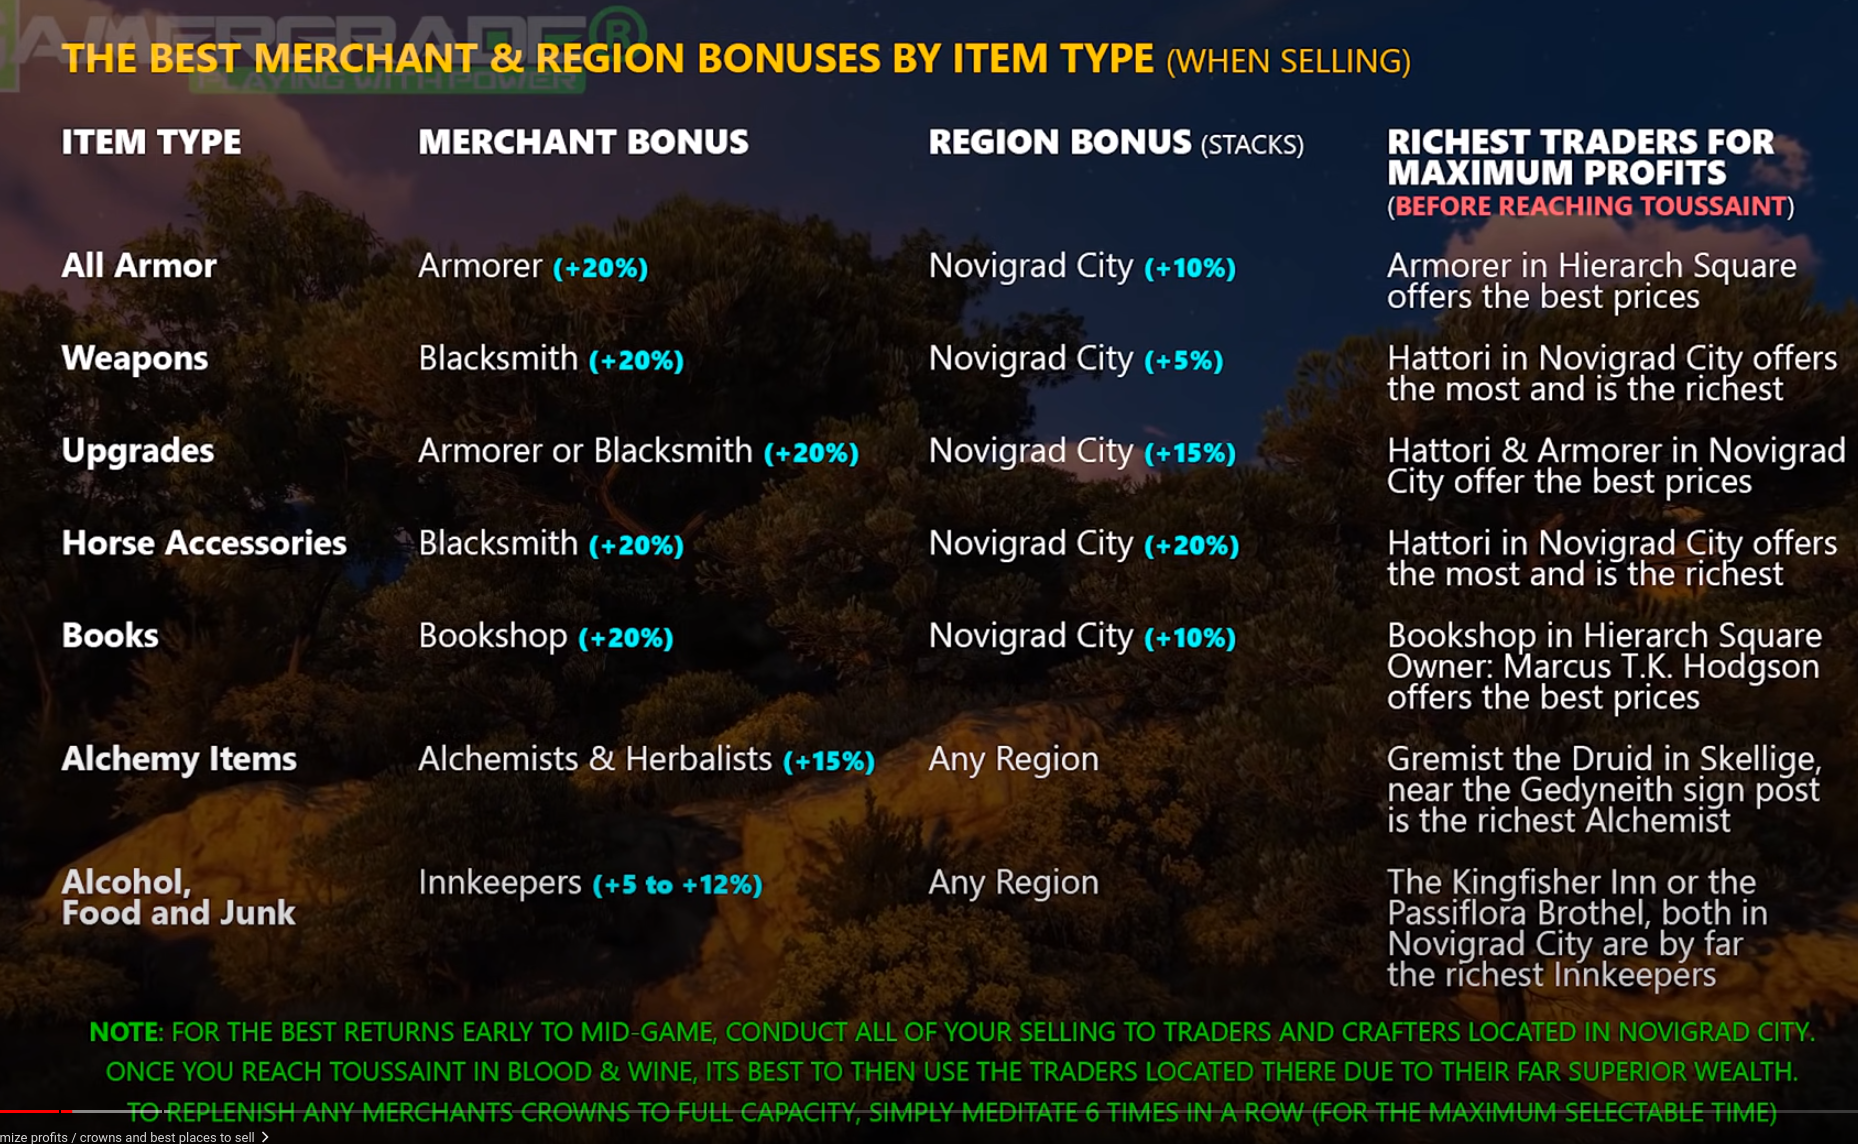 GAMERGRADE®
PLAYING WITH POWER
THE BEST MERCHANT & REGION BONUSES BY ITEM TYPE (WHEN SELLING)
ITEM TYPE
MERCHANT BONUS
REGION BONUS (STACKS)
RICHEST TRADERS FOR
MAXIMUM PROFITS
(BEFORE REACHING TOUSSAINT)
All Armor
Armorer (+20%)
Novigrad City (+10%)
Armorer in Hierarch Square
offers the best prices
Weapons
Blacksmith (+20%)
Novigrad City (+5%)
Hattori in Novigrad City offers
the most and is the richest
Upgrades
Armorer or Blacksmith (+20%)
Novigrad City (+15%)
Hattori & Armorer in Novigrad
City offer the best prices
Horse Accessories
Blacksmith (+20%)
Novigrad City (+20%)
Hattori in Novigrad City offers
the most and is the richest
Books
Bookshop (+20%)
Novigrad City (+10%)
Bookshop in Hierarch Square
Owner: Marcus T.K. Hodgson
offers the best prices
Alchemy Items
Alchemists & Herbalists (+15%)
Any Region
Gremist the Druid in Skellige,
near the Gedyneith sign post
is the richest Alchemist
Alcohol,
Food and Junk
Innkeepers (+5 to +12%)
Any Region
The Kingfisher Inn or the
Passiflora Brothel, both in
Novigrad City are by far
the richest Innkeepers
NOTE: FOR THE BEST RETURNS EARLY TO MID-GAME, CONDUCT ALL OF YOUR SELLING TO TRADERS AND CRAFTERS LOCATED IN NOVIGRAD CITY.
ONCE YOU REACH TOUSSAINT IN BLOOD & WINE, ITS BEST TO THEN USE THE TRADERS LOCATED THERE DUE TO THEIR FAR SUPERIOR WEALTH.
TO REPLENISH ANY MERCHANTS CROWNS TO FULL CAPACITY, SIMPLY MEDITATE 6 TIMES IN A ROW (FOR THE MAXIMUM SELECTABLE TIME)
mize profits / crowns and best places to sell